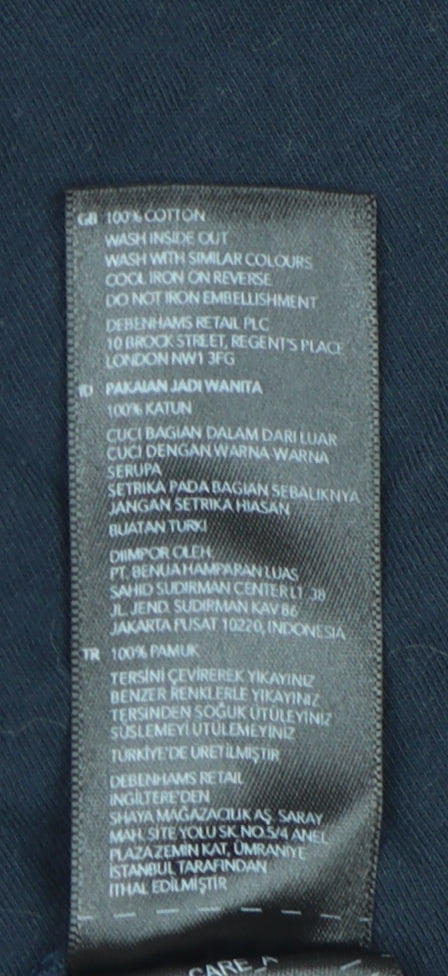 GB 100% COTTON
WASH INSIDE OUT
WASH WITH SIMILAR COLOURS
COOL IRON ON REVERSE
DO NOT IRON EMBELLISHMENT
DEBENHAMS RETAIL PLC
10 BROCK STREET, REGENT'S PLACE
LONDON NW1 3FG
ID PAKAIAN JADI WANITA
100% KATUN
CUCI BAGIAN DALAM DARI LUAR
CUCI DENGAN WARNA-WARNA
SERUPA
SETRIKA PADA BAGIAN SEBALIKNYA
JANGAN SETRIKA HIASAN
BUATAN TURKI
DIIMPOR OLEH,
PT. BENUA HAMPARAN LUAS
SAHID SUDIRMAN CENTER LT 38
JL. JEND. SUDIRMAN KAV 86
JAKARTA PUSAT 10220, INDONESIA
TR 100% PAMUK
TERSİNİ ÇEVİREREK YIKAYINIZ
BENZER RENKLERLE YIKAYINIZ
TERSINDEN SOĞUK ÜTÜLEYİNİZ
SÜSLEMEYİ ÜTÜLEMEYİNİZ
TÜRKİYE'DE ÜRETİLMİŞTİR
DEBENHAMS RETAIL
INGİLTERE'DEN
SHAYA MAĞAZACILIK AŞ. SARAY
MAH. SİTE YOLU SK. NO.5/4 ANEL
PLAZA ZEMİN KAT, ÜMRANİYE
İSTANBUL TARAFINDAN
İTHAL EDİLMİŞTİR
CARE